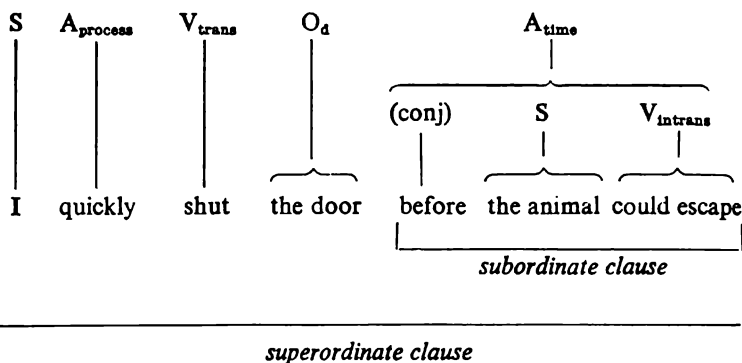 S A_process V_trans O_d A_time
(conj) S V_intrans
I quickly shut the door before the animal could escape
subordinate clause
superordinate clause